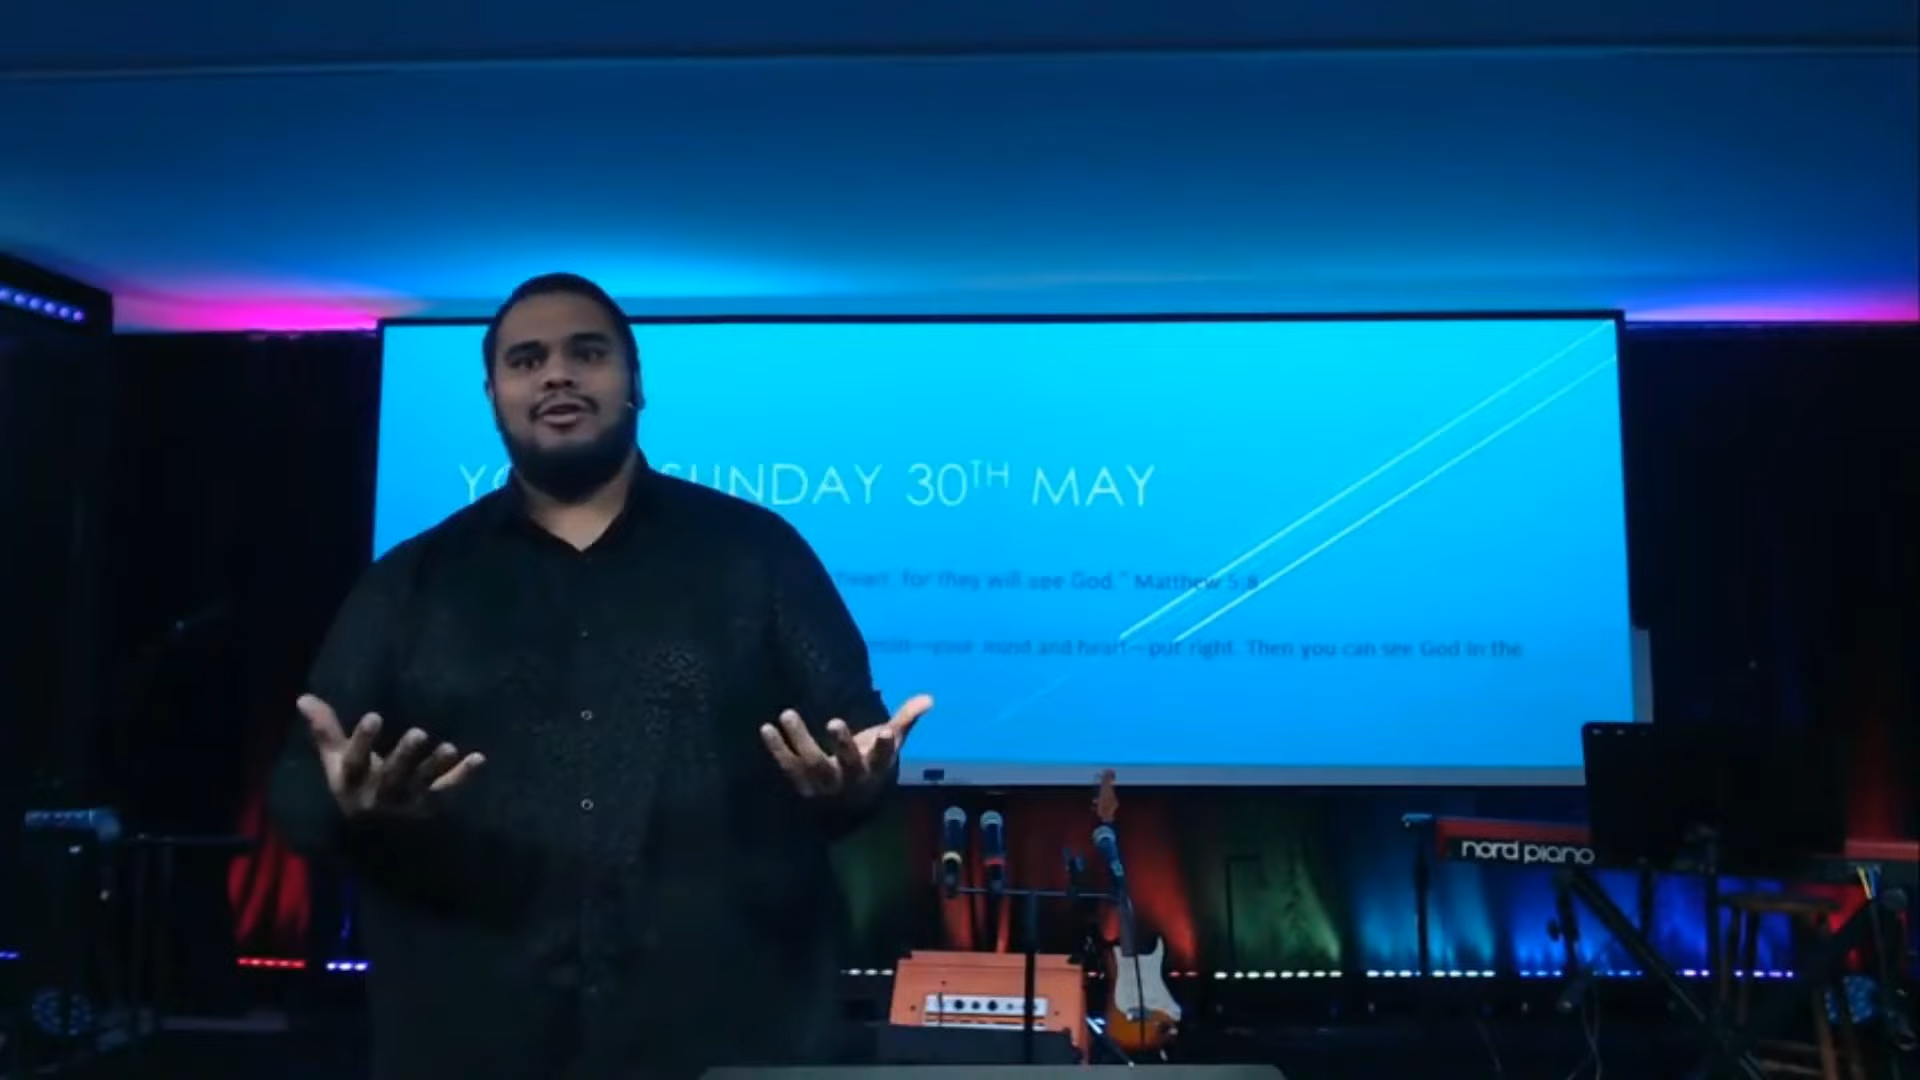 SUNDAY 30TH MAY
heart, for they will see God." Matthew 5:8
your mind and heart—put right. Then you can see God in the
nord piano